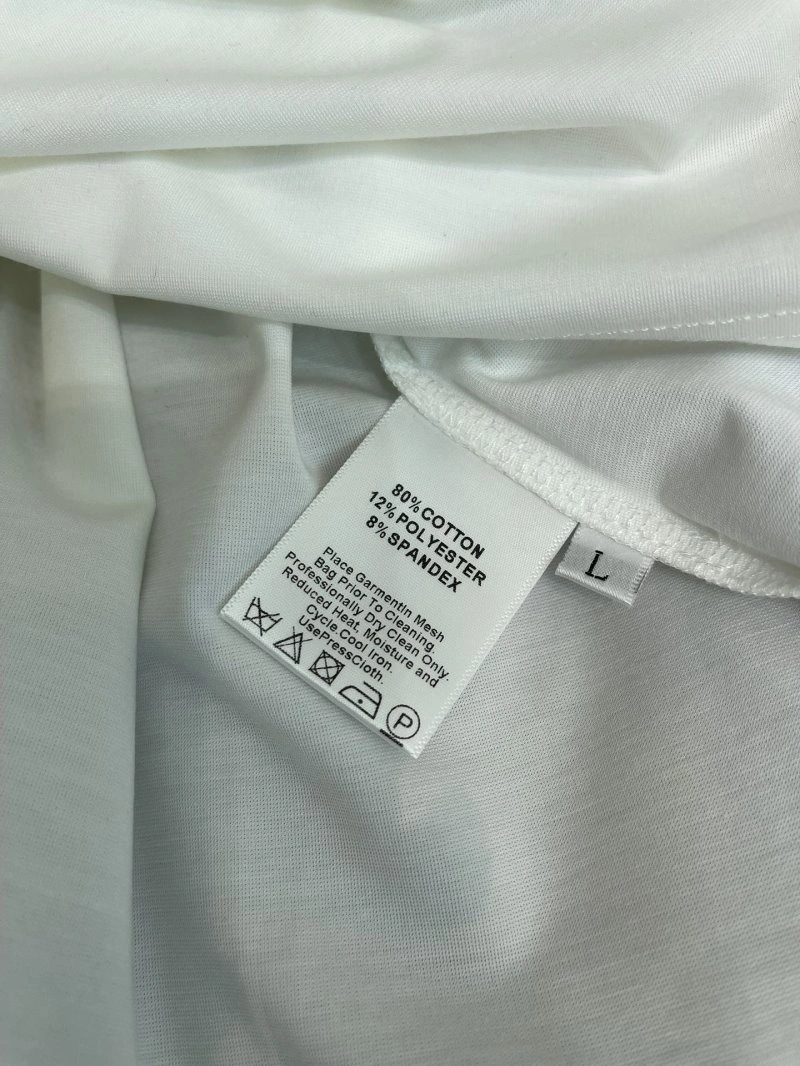 80%COTTON
12%POLYESTER
8%SPANDEX
Place Garmentin Mesh
Bag Prior To Cleaning.
Professionally Dry Clean Only.
Reduced Heat, Moisture and
Cycle.Cool Iron.
UsePressCloth.
P
L